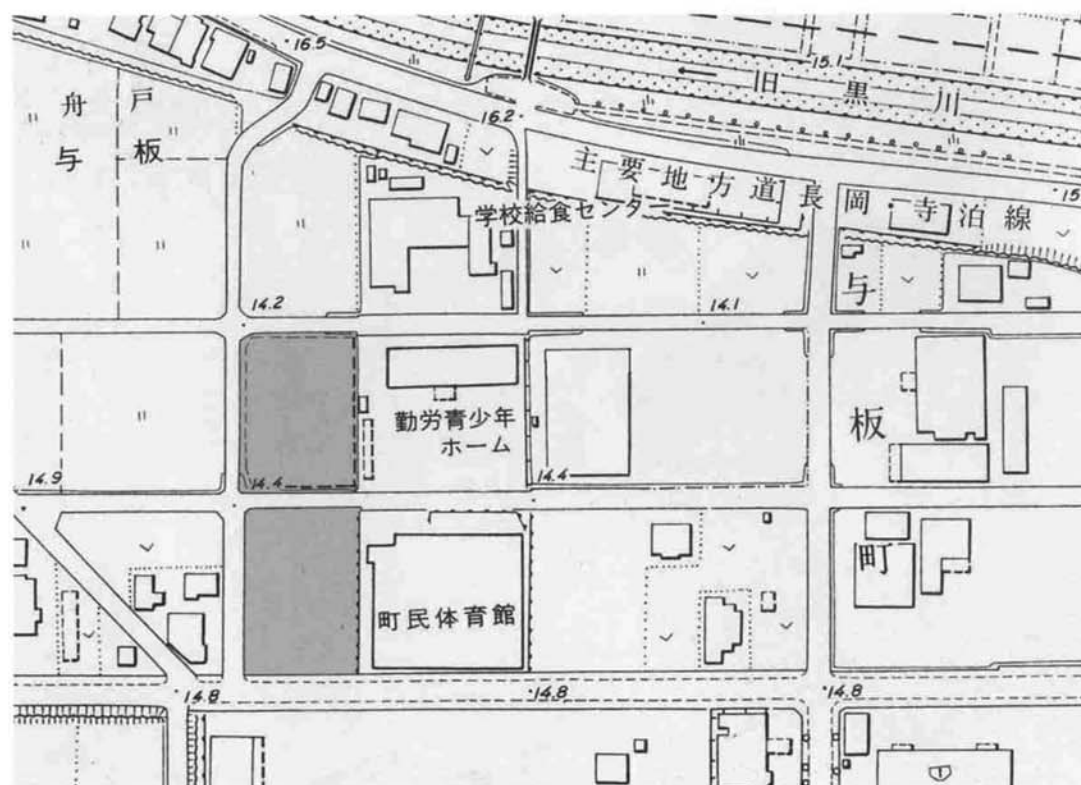 16.5
15.1
旧黒川
舟戸
与板
16.2
主要地方道長岡寺泊線
15
学校給食センター
与板町
14.2
14.1
勤労青少年
ホーム
14.9
14.4
14.4
町民体育館
14.8
14.8
14.8